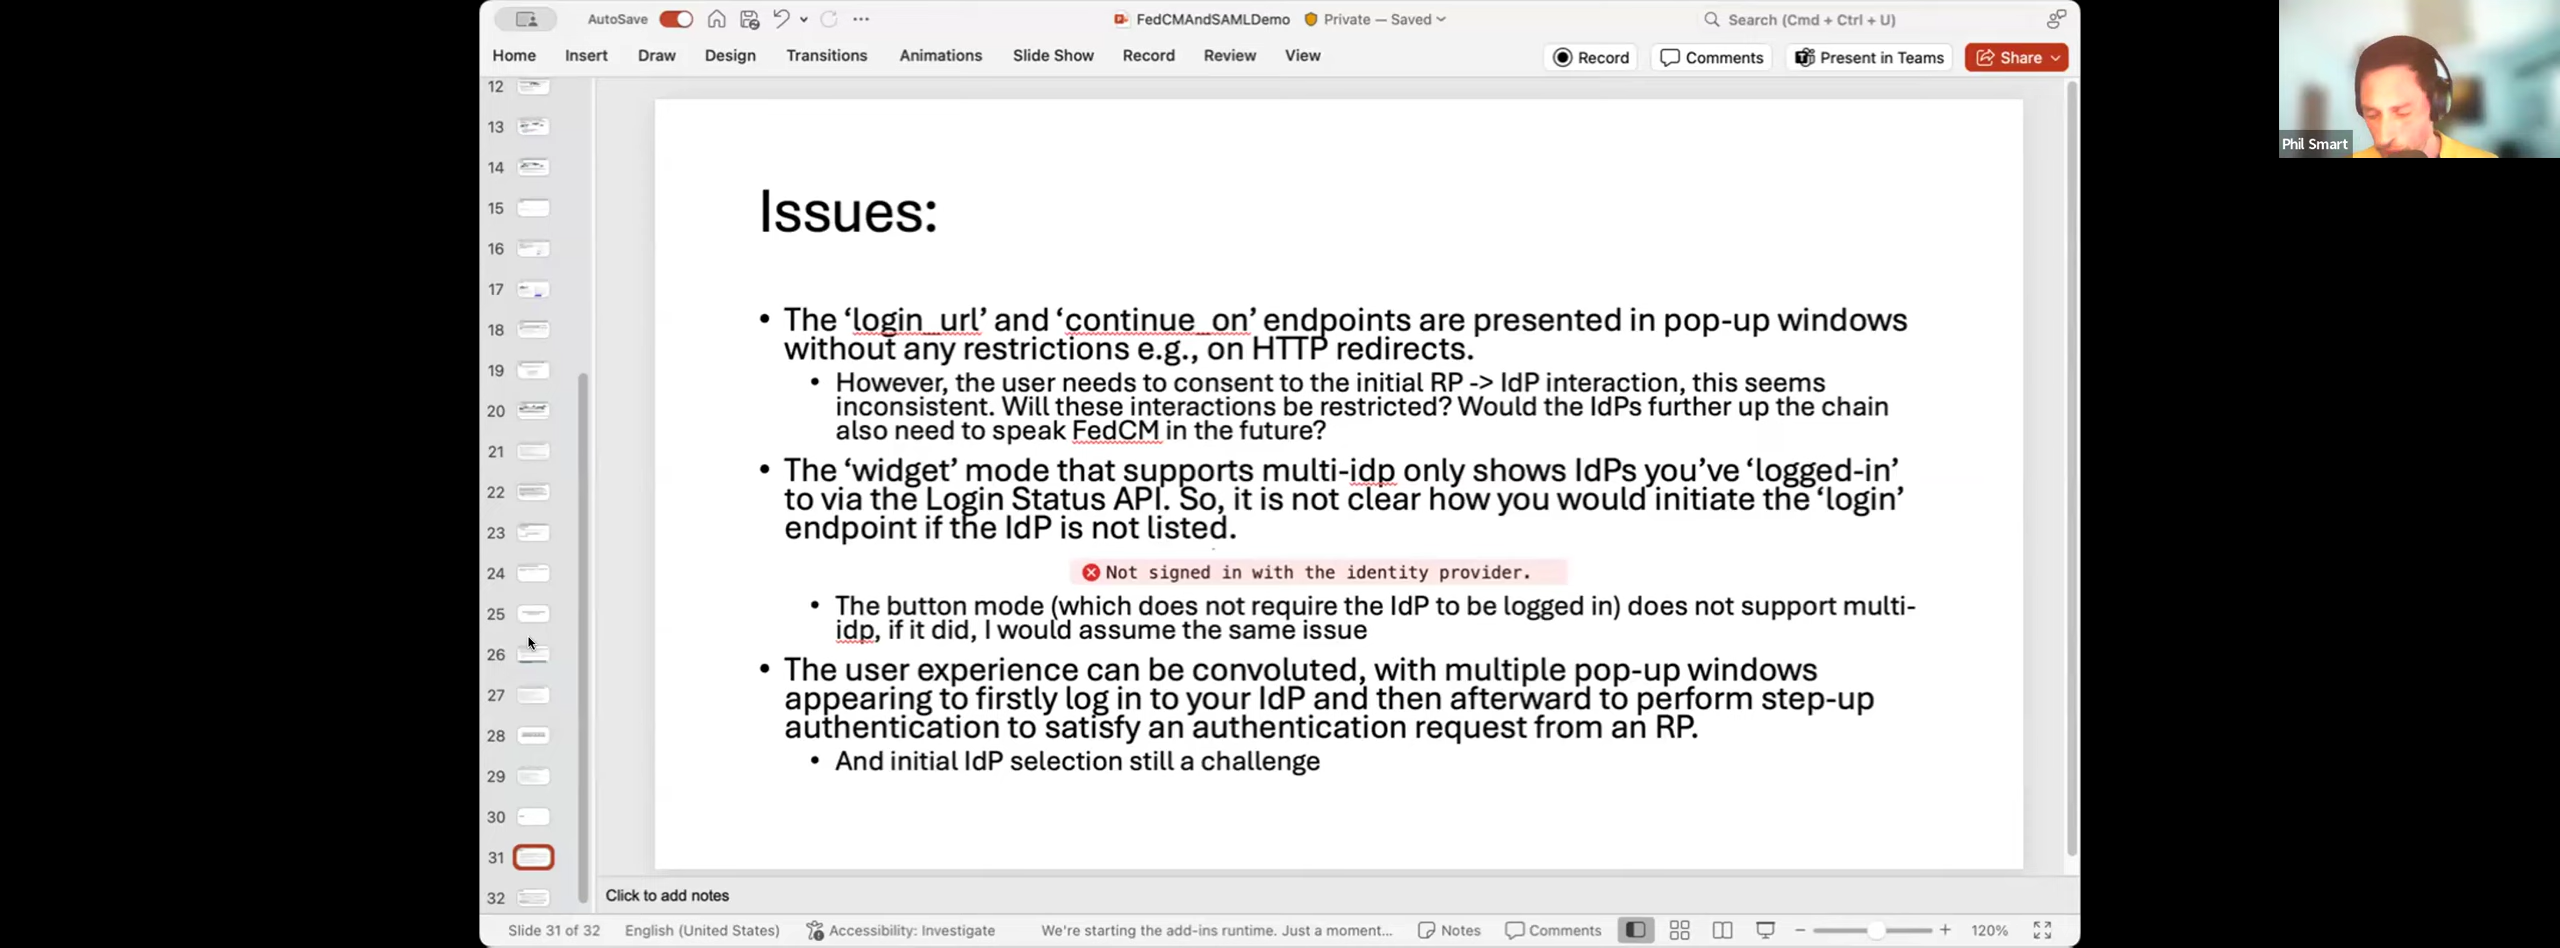 AutoSave
FedCMAndSAMLDemo
Private — Saved
Search (Cmd + Ctrl + U)
Home Insert Draw Design Transitions Animations Slide Show Record Review View
Record
Comments
Present in Teams
Share
12
13
14
15
16
17
18
19
20
21
22
23
24
25
26
27
28
29
30
31
32
Issues:
• The ‘login_url’ and ‘continue_on’ endpoints are presented in pop-up windows
without any restrictions e.g., on HTTP redirects.
• However, the user needs to consent to the initial RP -> IdP interaction, this seems
inconsistent. Will these interactions be restricted? Would the IdPs further up the chain
also need to speak FedCM in the future?
• The ‘widget’ mode that supports multi-idp only shows IdPs you’ve ‘logged-in’
to via the Login Status API. So, it is not clear how you would initiate the ‘login’
endpoint if the IdP is not listed.
Not signed in with the identity provider.
• The button mode (which does not require the IdP to be logged in) does not support multi-
idp, if it did, I would assume the same issue
• The user experience can be convoluted, with multiple pop-up windows
appearing to firstly log in to your IdP and then afterward to perform step-up
authentication to satisfy an authentication request from an RP.
• And initial IdP selection still a challenge
Click to add notes
Slide 31 of 32
English (United States)
Accessibility: Investigate
We're starting the add-ins runtime. Just a moment...
Notes
Comments
120%
Phil Smart